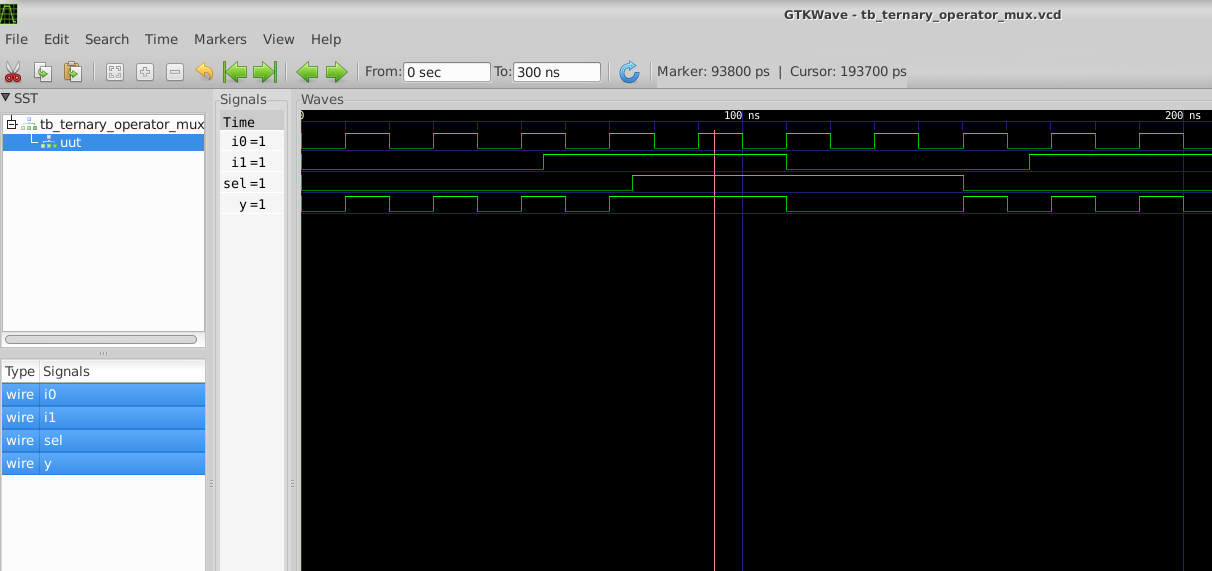 GTKWave - tb_ternary_operator_mux.vcd
File Edit Search Time Markers View Help
From: 0 sec To: 300 ns Marker: 93800 ps | Cursor: 193700 ps
SST
tb_ternary_operator_mux
uut
Type Signals
wire i0
wire i1
wire sel
wire y
Signals
Time
i0 =1
i1 =1
sel =1
y =1
Waves
0 100 ns 200 ns